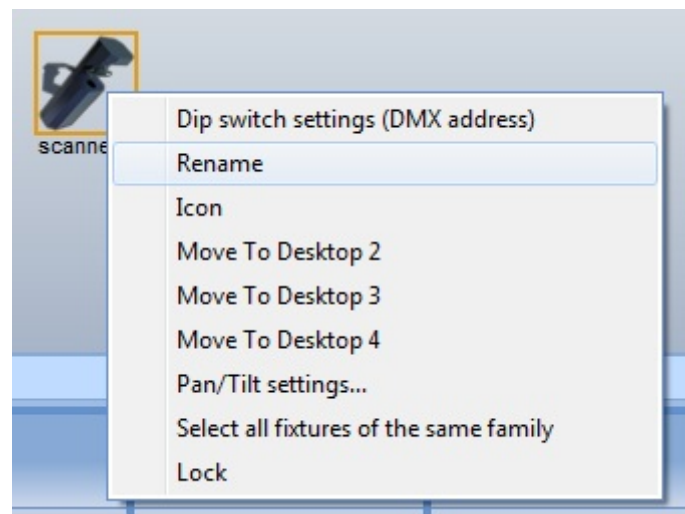 scanne
Dip switch settings (DMX address)
Rename
Icon
Move To Desktop 2
Move To Desktop 3
Move To Desktop 4
Pan/Tilt settings...
Select all fixtures of the same family
Lock